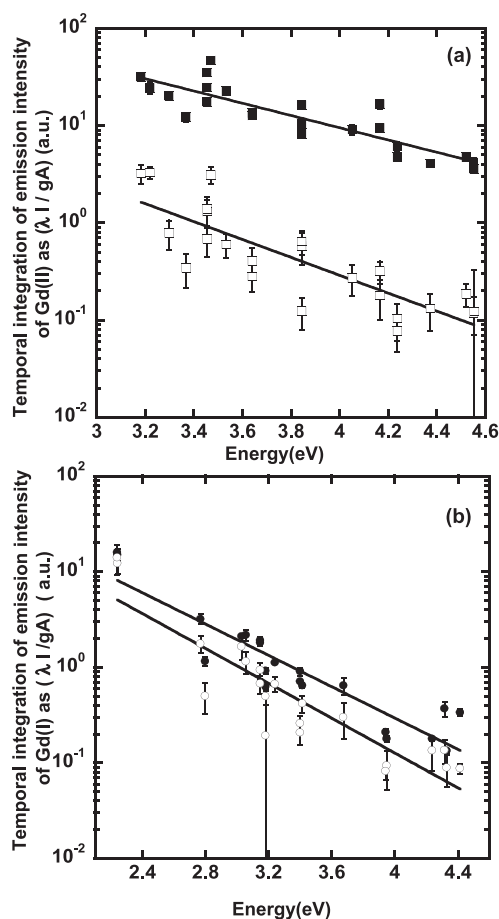 Temporal integration of emission intensity
of Gd(II) as (λ I / gA) (a.u.)
10²
10¹
10⁰
10⁻¹
10⁻²
(a)
3 3.2 3.4 3.6 3.8 4 4.2 4.4 4.6
Energy(eV)
Temporal integration of emission intensity
of Gd(I) as ( λ I /gA) ( a.u.)
10²
10¹
10⁰
10⁻¹
10⁻²
(b)
2.4 2.8 3.2 3.6 4 4.4
Energy(eV)